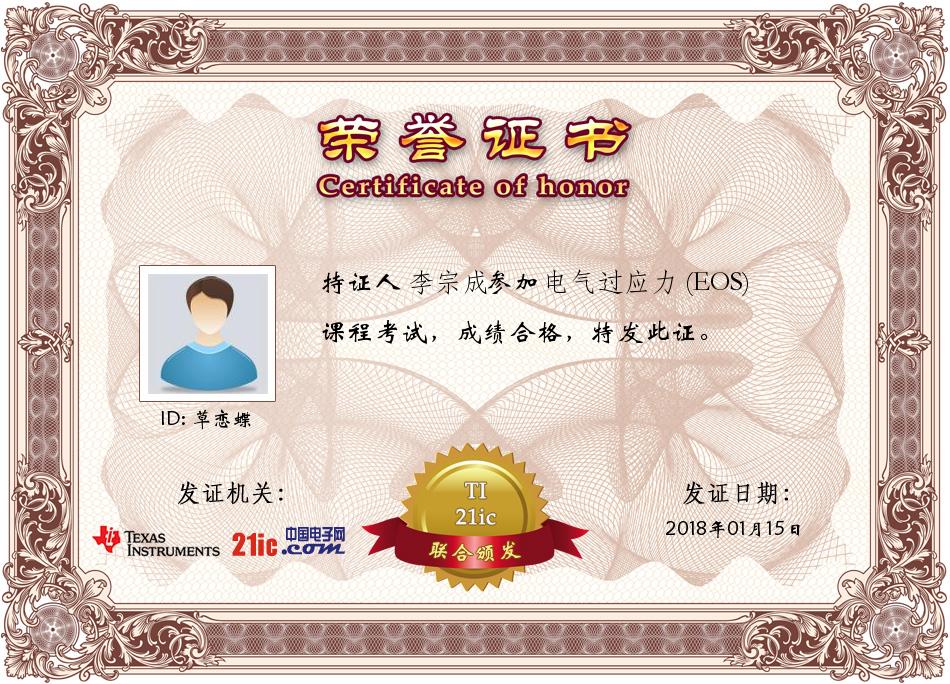 荣誉证书
Certificate of honor
持证人 李宗成参加 电气过应力 (EOS)
课程考试，成绩合格，特发此证。
ID: 草恋蝶
发证机关：
TEXAS
INSTRUMENTS
21ic 中国电子网
.com
TI
21ic
联合颁发
发证日期：
2018年01月15日